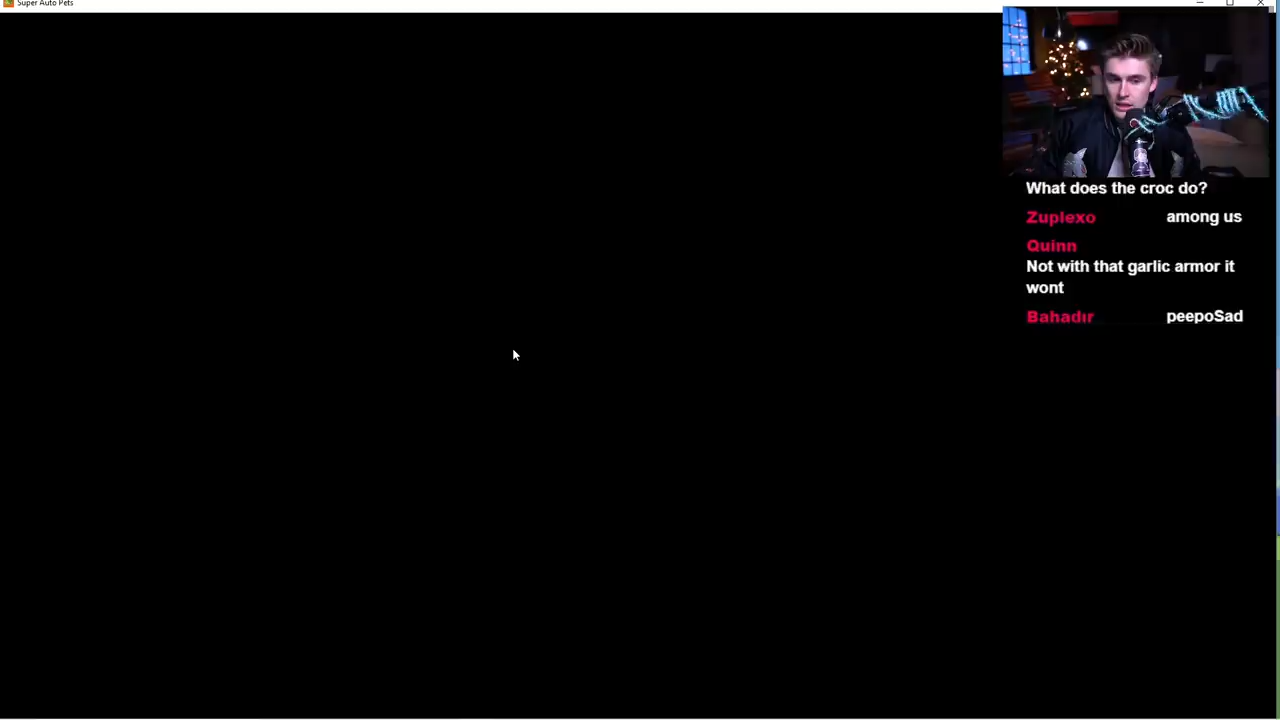 Super Auto Pets
What does the croc do?
Zuplexo among us
Quinn
Not with that garlic armor it
wont
Bahadır peepoSad